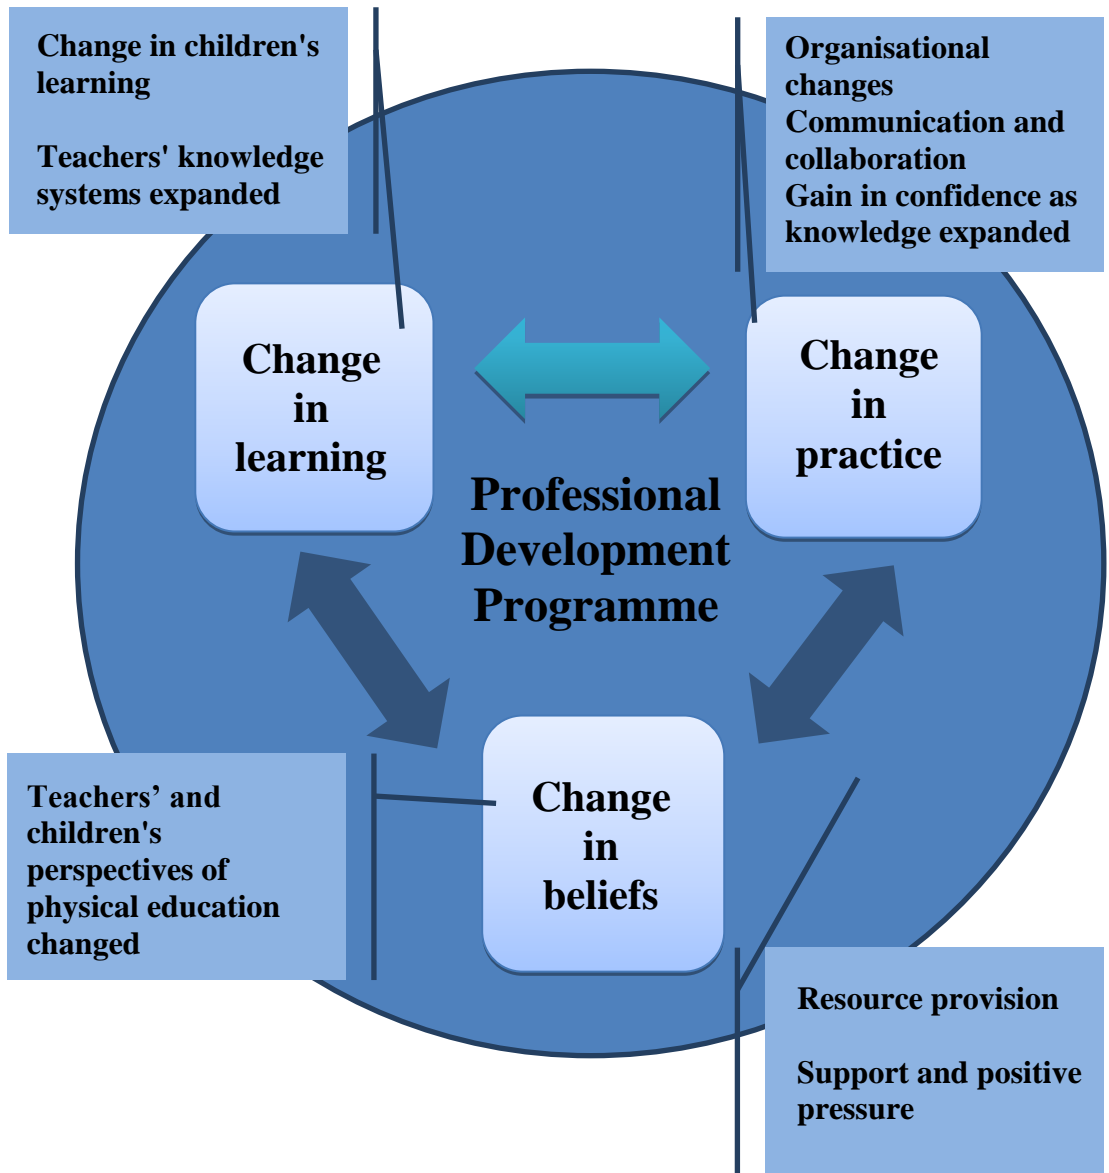 Change in children's
learning
Teachers' knowledge
systems expanded
Organisational
changes
Communication and
collaboration
Gain in confidence as
knowledge expanded
Change
in
learning
Change
in
practice
Professional
Development
Programme
Change
in
beliefs
Teachers’ and
children's
perspectives of
physical education
changed
Resource provision
Support and positive
pressure